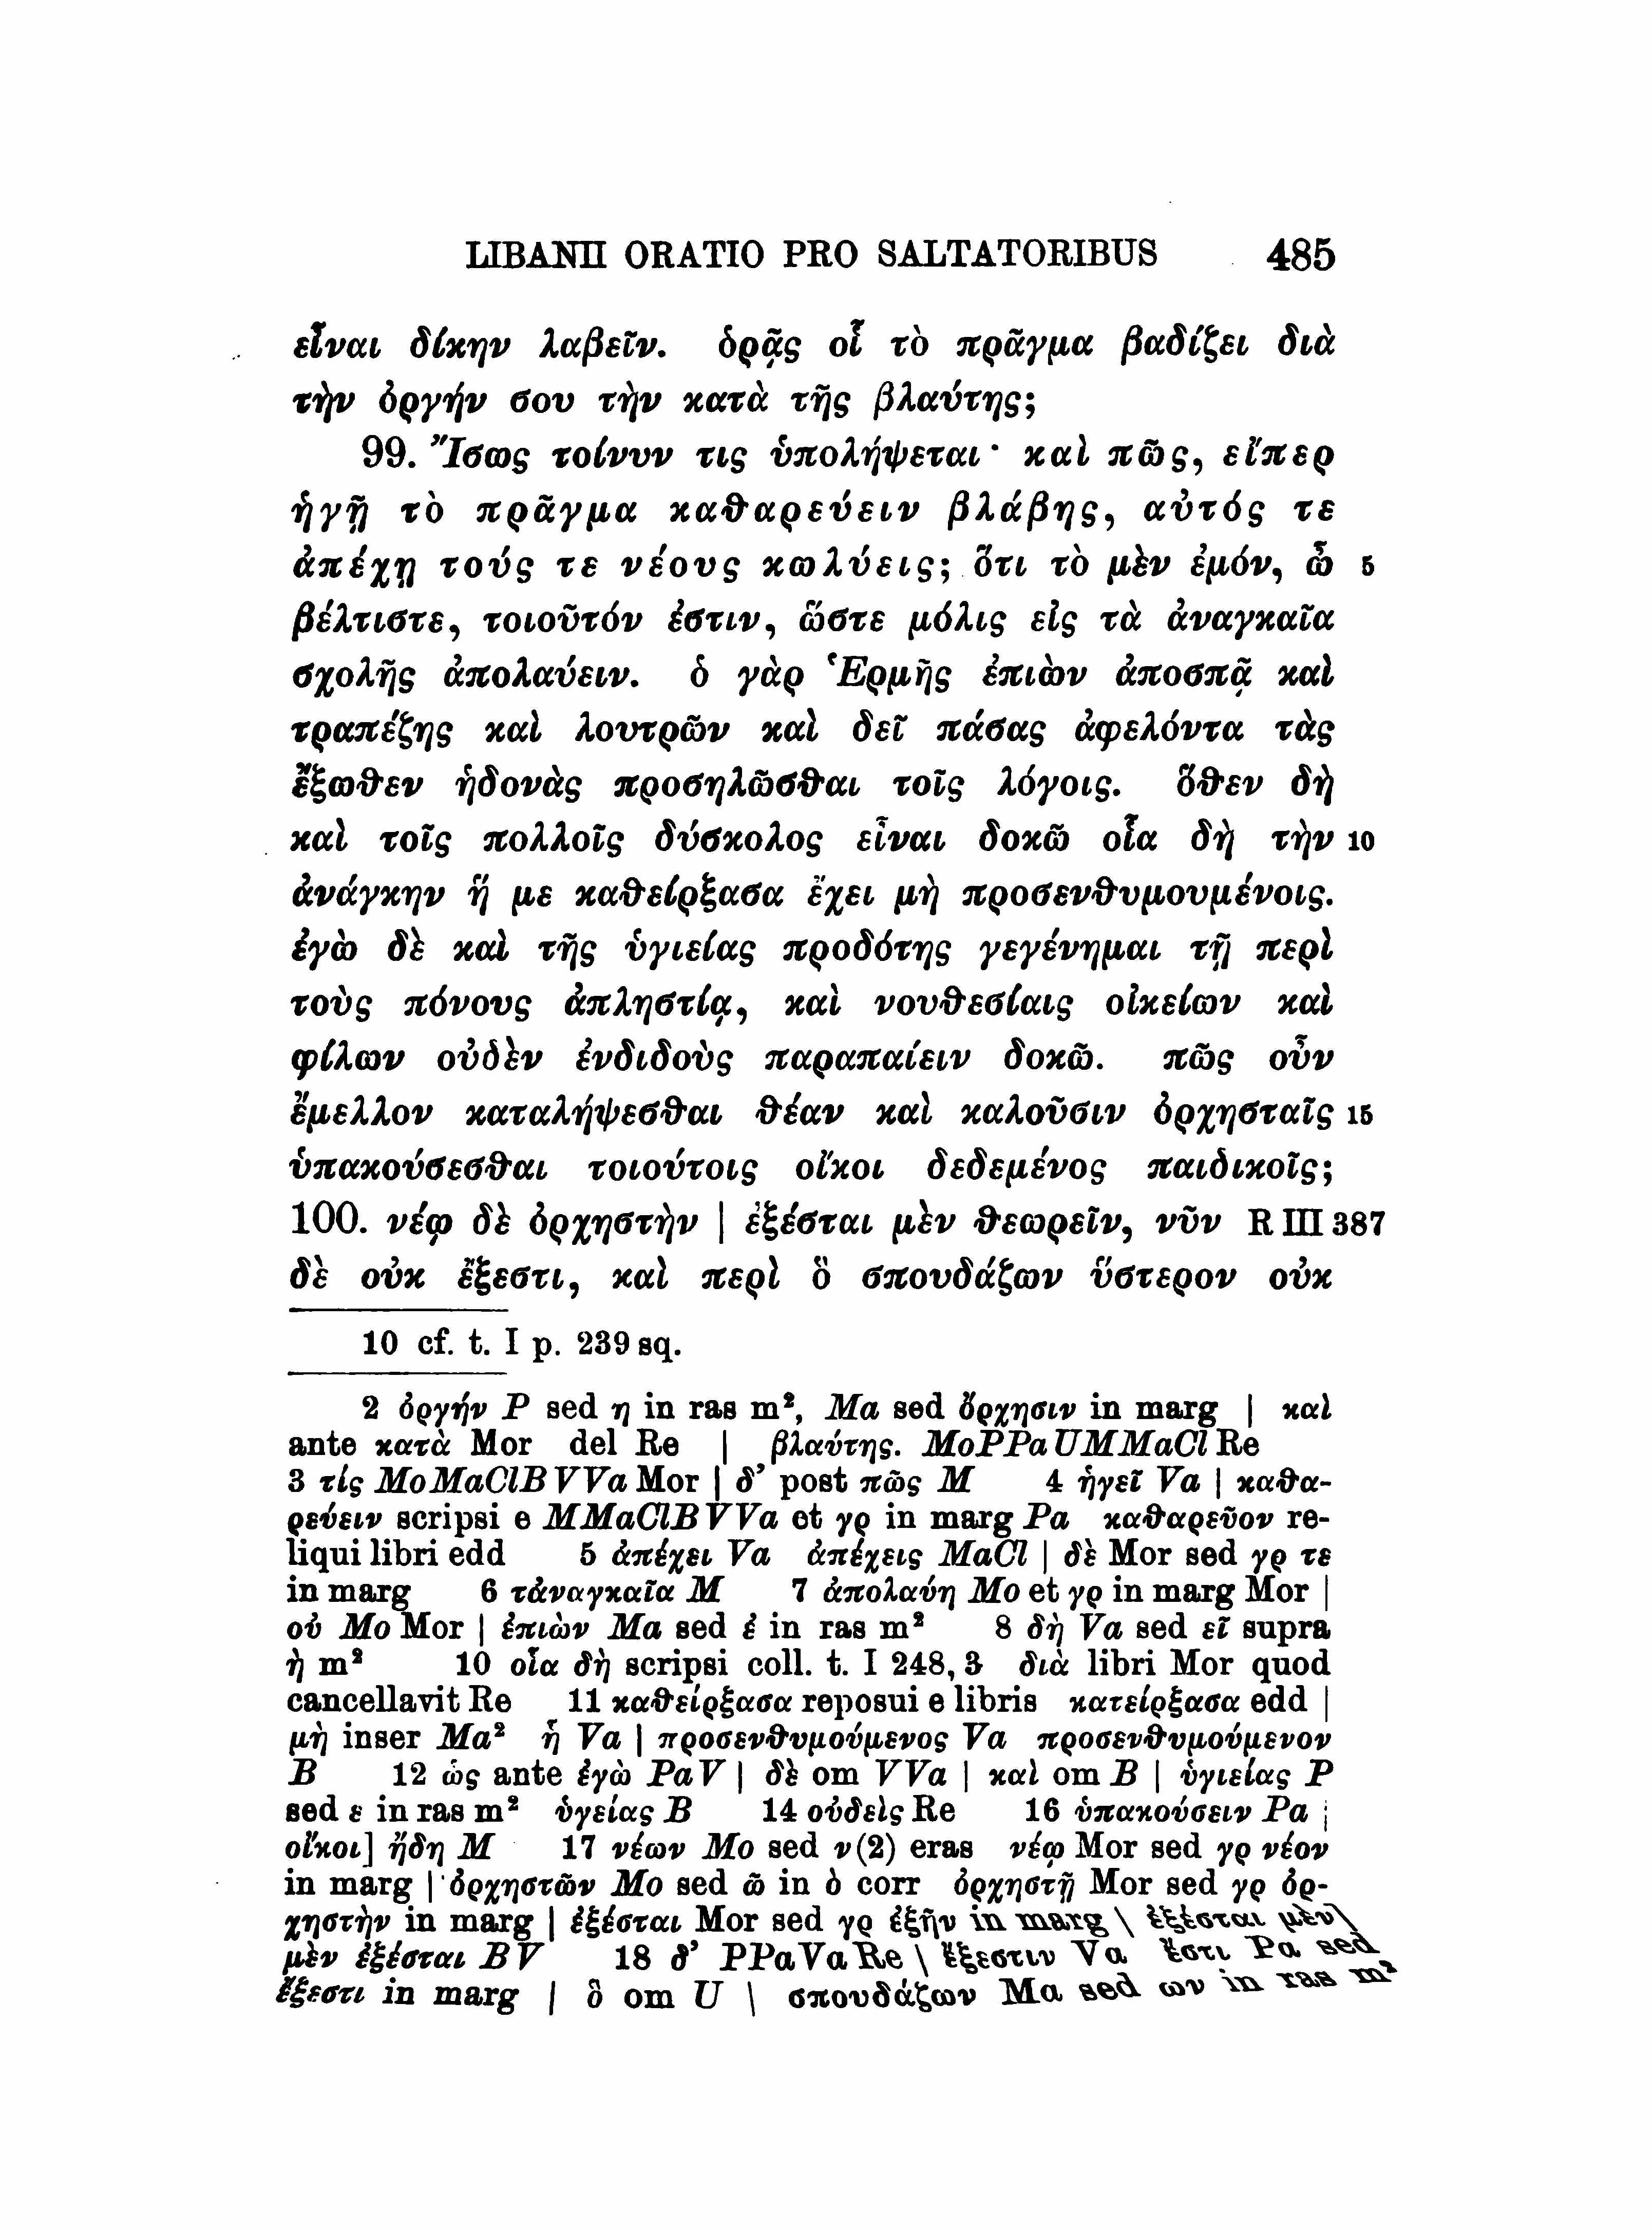 LIBANII ORATIO PRO SALTATORIBUS 485
εἶναι δίκην λαβεῖν. ὁρᾷς οἷ τὸ πρᾶγμα βαδίζει διὰ
τὴν ὀργήν σου τὴν κατὰ τῆς βλαύτης;
99. Ἴσως τοίνυν τις ὑπολήψεται· καὶ πῶς, εἴπερ
ἡγῇ τὸ πρᾶγμα καθαρεύειν βλάβης, αὐτός τε
ἀπέχῃ τούς τε νέους κωλύεις; ὅτι τὸ μὲν ἐμόν, ὦ 5
βέλτιστε, τοιοῦτόν ἐστιν, ὥστε μόλις εἰς τὰ ἀναγκαῖα
σχολῆς ἀπολαύειν. ὁ γὰρ Ἑρμῆς ἐπιὼν ἀποσπᾷ καὶ
τραπέζης καὶ λουτρῶν καὶ δεῖ πάσας ἀφελόντα τὰς
ἔξωθεν ἡδονὰς προσηλῶσθαι τοῖς λόγοις. ὅθεν δὴ
καὶ τοῖς πολλοῖς δύσκολος εἶναι δοκῶ οἷα δὴ τὴν 10
ἀνάγκην ἥ με καθείρξασα ἔχει μὴ προσενθυμουμένοις.
ἐγὼ δὲ καὶ τῆς ὑγιείας προδότης γεγένημαι τῇ περὶ
τοὺς πόνους ἀπληστίᾳ, καὶ νουθεσίαις οἰκείων καὶ
φίλων οὐδὲν ἐνδιδοὺς παραπαίειν δοκῶ. πῶς οὖν
ἔμελλον καταλήψεσθαι θέαν καὶ καλοῦσιν ὀρχησταῖς 15
ὑπακούσεσθαι τοιούτοις οἴκοι δεδεμένος παιδικοῖς;
100. νέῳ δὲ ὀρχηστὴν | ἐξέσται μὲν θεωρεῖν, νῦν R III 387
δὲ οὐκ ἔξεστι, καὶ περὶ ὃ σπουδάζων ὕστερον οὐκ
10 cf. t. I p. 239 sq.
2 ὀργήν P sed η in ras m², Ma sed ὄρχησιν in marg | καὶ
ante κατὰ Mor del Re | βλαύτης. MoPPaUMMaCl Re
3 τίς MoMaClBVVa Mor | δ’ post πῶς M 4 ἡγεῖ Va | καθα-
ρεύειν scripsi e MMaClBVVa et γρ in marg Pa καθαρεῦον re-
liqui libri edd 5 ἀπέχει Va ἀπέχεις MaCl | δὲ Mor sed γρ τε
in marg 6 τἀναγκαῖα M 7 ἀπολαύη Mo et γρ in marg Mor |
οὐ Mo Mor | ἐπιὼν Ma sed ἐ in ras m² 8 δὴ Va sed εῖ supra
ὴ m² 10 οἷα δὴ scripsi coll. t. I 248, 3 διὰ libri Mor quod
cancellavit Re 11 καθείρξασα reposui e libris κατείρξασα edd |
μὴ inser Ma² ᾖ Va | προσενθυμούμενος Va προσενθυμούμενον
B 12 ὡς ante ἐγὼ PaV | δὲ om VVa | καὶ om B | ὑγιείας P
sed ε in ras m² ὑγείας B 14 οὐδεὶς Re 16 ὑπακούσειν Pa |
οἴκοι] ἤδη M 17 νέων Mo sed ν(2) eras νέῳ Mor sed γρ νέον
in marg | ὀρχηστῶν Mo sed ῶ in ὸ corr ὀρχηστῇ Mor sed γρ ὀρ-
χηστὴν in marg | ἐξέσται Mor sed γρ ἐξῆν in marg | ἐξέσται μὲν]
μὲν ἐξέσται BV 18 δ’ PPaVaRe | ἔξεστιν Va ἔστι Pa sed
ἔξεστι in marg | ὃ om U | σπουδάζων Ma sed ων in ras m²